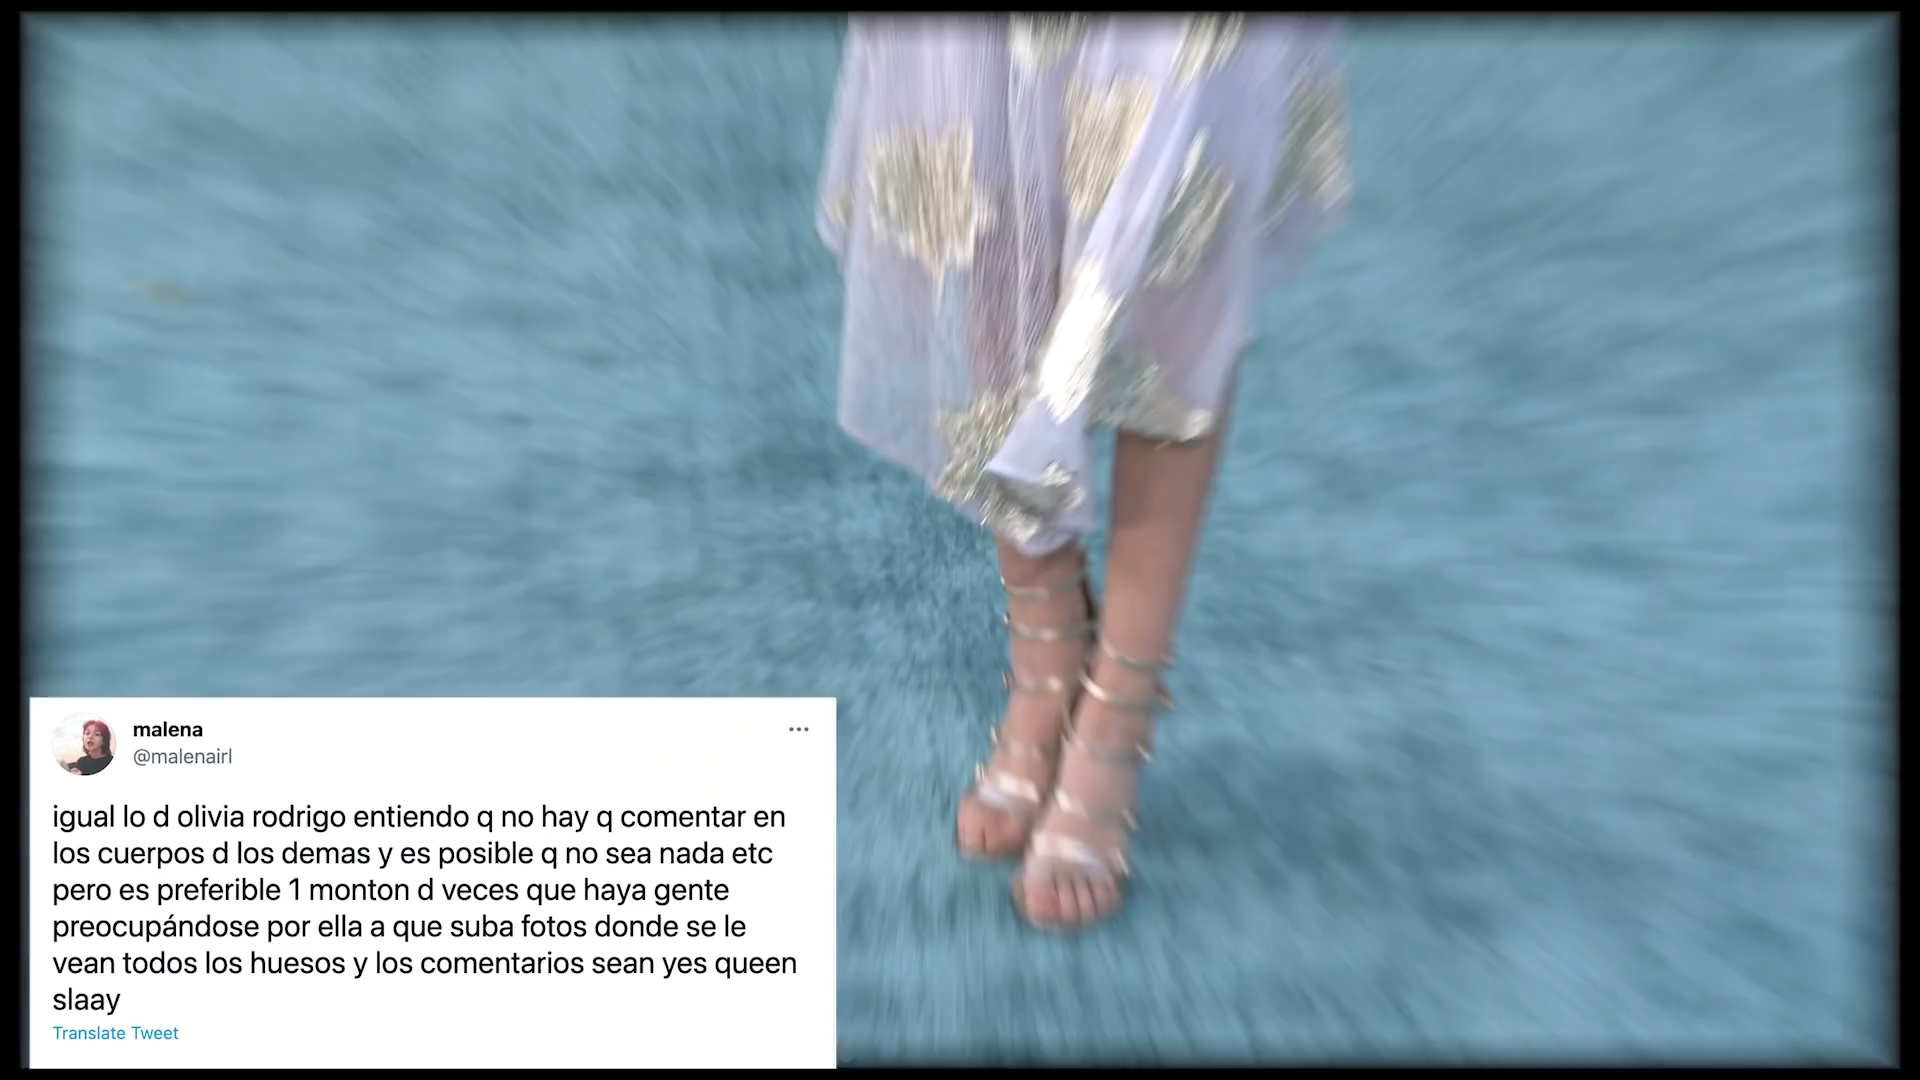 malena
@malenairl
igual lo d olivia rodrigo entiendo q no hay q comentar en
los cuerpos d los demas y es posible q no sea nada etc
pero es preferible 1 monton d veces que haya gente
preocupándose por ella a que suba fotos donde se le
vean todos los huesos y los comentarios sean yes queen
slaay
Translate Tweet